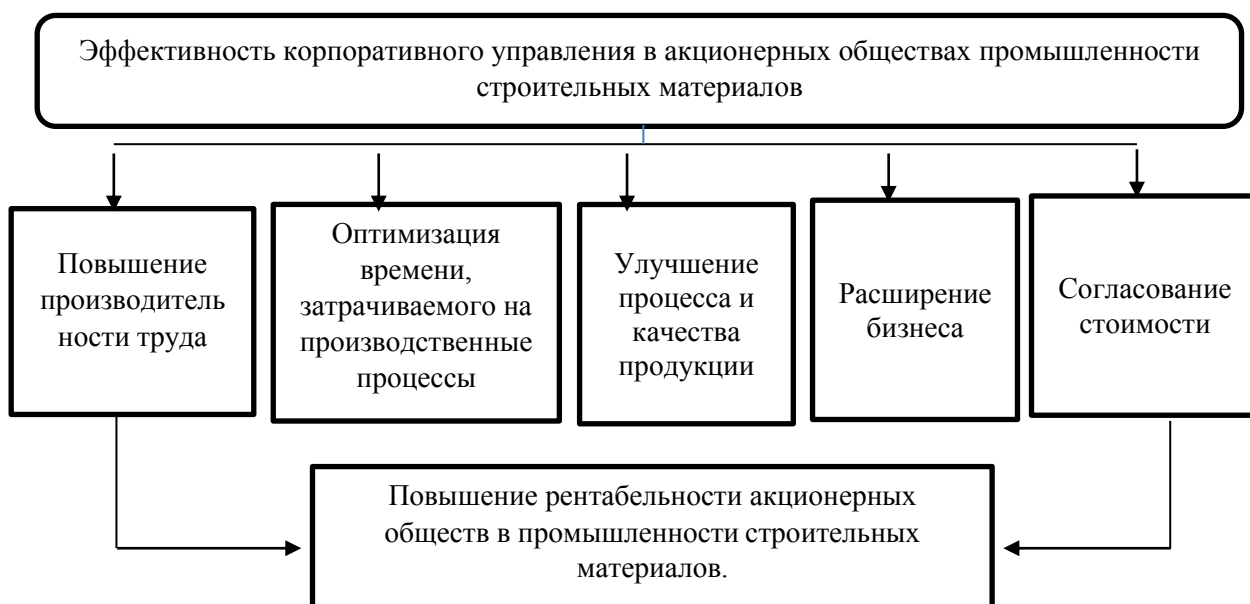 Эффективность корпоративного управления в акционерных обществах промышленности
строительных материалов
Повышение
производитель
ности труда
Оптимизация
времени,
затрачиваемого на
производственные
процессы
Улучшение
процесса и
качества
продукции
Расширение
бизнеса
Согласование
стоимости
Повышение рентабельности акционерных
обществ в промышленности строительных
материалов.